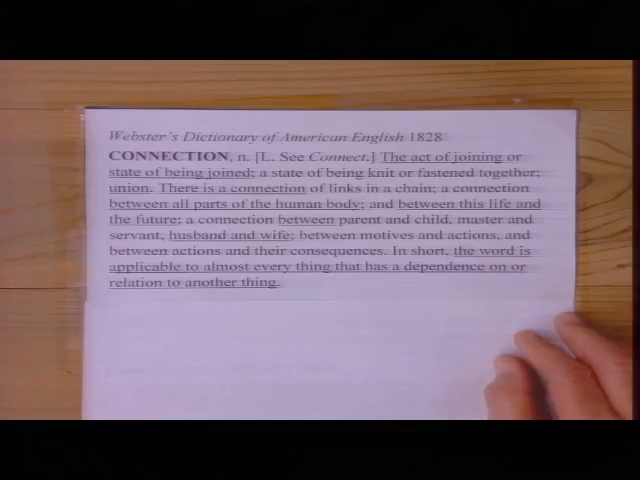 Webster's Dictionary of American English 1828
CONNECTION, n. [L. See Connect.] The act of joining or
state of being joined; a state of being knit or fastened together;
union. There is a connection of links in a chain; a connection
between all parts of the human body; and between this life and
the future; a connection between parent and child, master and
servant, husband and wife; between motives and actions, and
between actions and their consequences. In short, the word is
applicable to almost every thing that has a dependence on or
relation to another thing.